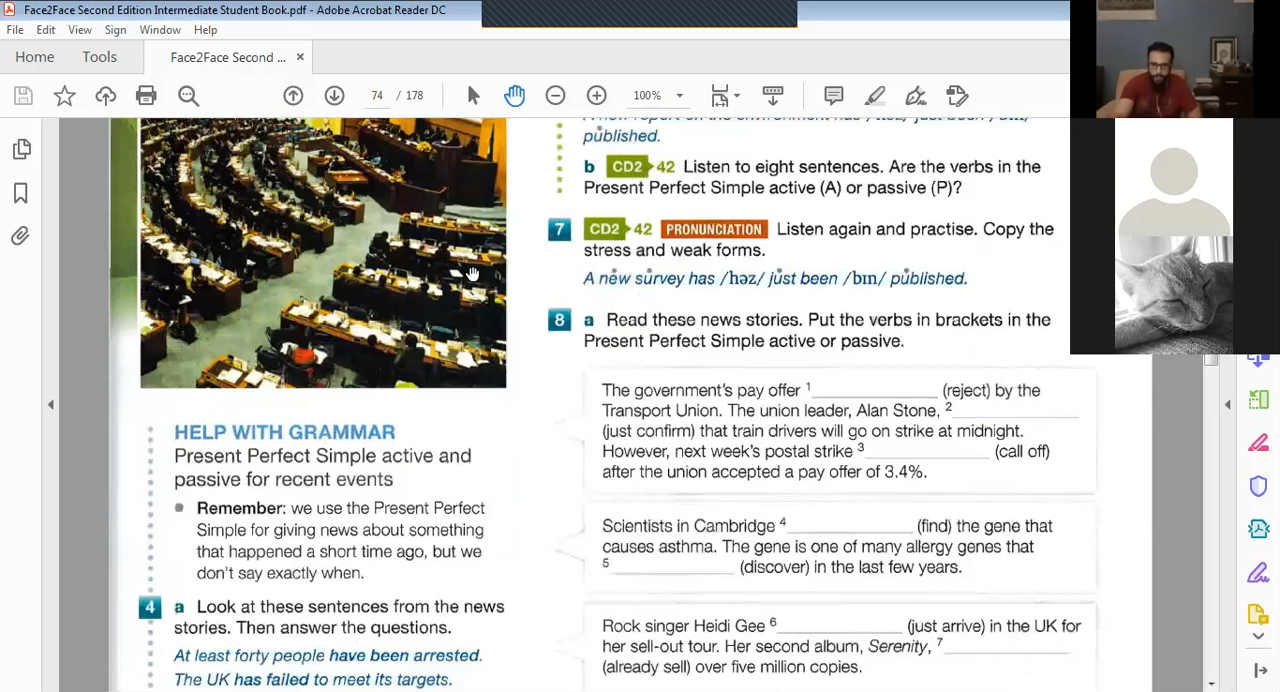 Face2Face Second Edition Intermediate Student Book.pdf - Adobe Acrobat Reader DC
File Edit View Sign Window Help
Home Tools Face2Face Second ... ×
74 / 178 100%
A new report on the environment has /həz/ just been /bɪn/
published.
b CD2 42 Listen to eight sentences. Are the verbs in the
Present Perfect Simple active (A) or passive (P)?
7 CD2 42 PRONUNCIATION Listen again and practise. Copy the
stress and weak forms.
A new survey has /həz/ just been /bɪn/ published.
8 a Read these news stories. Put the verbs in brackets in the
Present Perfect Simple active or passive.
The government's pay offer 1 (reject) by the
Transport Union. The union leader, Alan Stone, 2
(just confirm) that train drivers will go on strike at midnight.
However, next week's postal strike 3 (call off)
after the union accepted a pay offer of 3.4%.
Scientists in Cambridge 4 (find) the gene that
causes asthma. The gene is one of many allergy genes that
5 (discover) in the last few years.
Rock singer Heidi Gee 6 (just arrive) in the UK for
her sell-out tour. Her second album, Serenity, 7
(already sell) over five million copies.
HELP WITH GRAMMAR
Present Perfect Simple active and
passive for recent events
Remember: we use the Present Perfect
Simple for giving news about something
that happened a short time ago, but we
don't say exactly when.
4 a Look at these sentences from the news
stories. Then answer the questions.
At least forty people have been arrested.
The UK has failed to meet its targets.